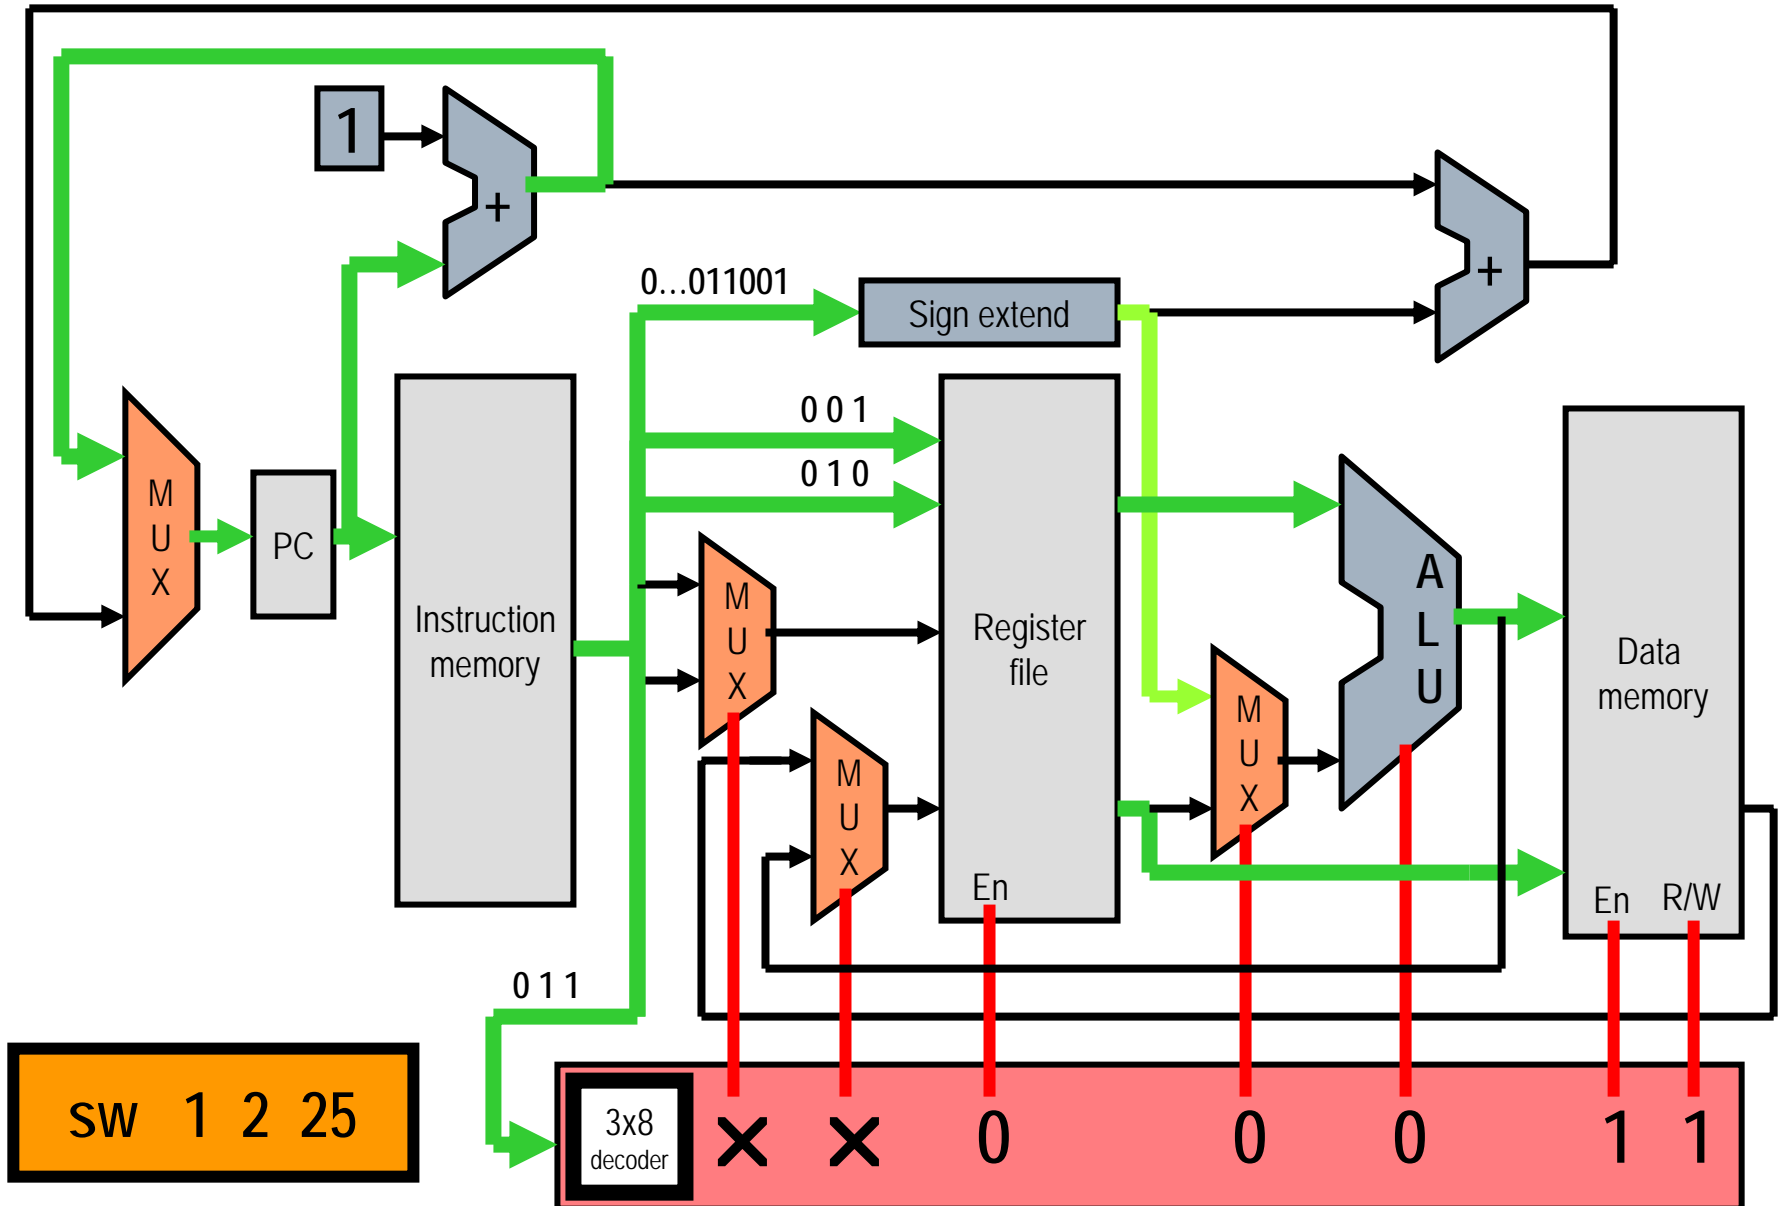 1
+
+
0...011001
Sign extend
0 0 1
0 1 0
M
U
X
PC
Instruction
memory
M
U
X
Register
file
En
M
U
X
M
U
X
A
L
U
Data
memory
En
R/W
0 1 1
sw 1 2 25
3x8
decoder
X X 0 0 0 1 1